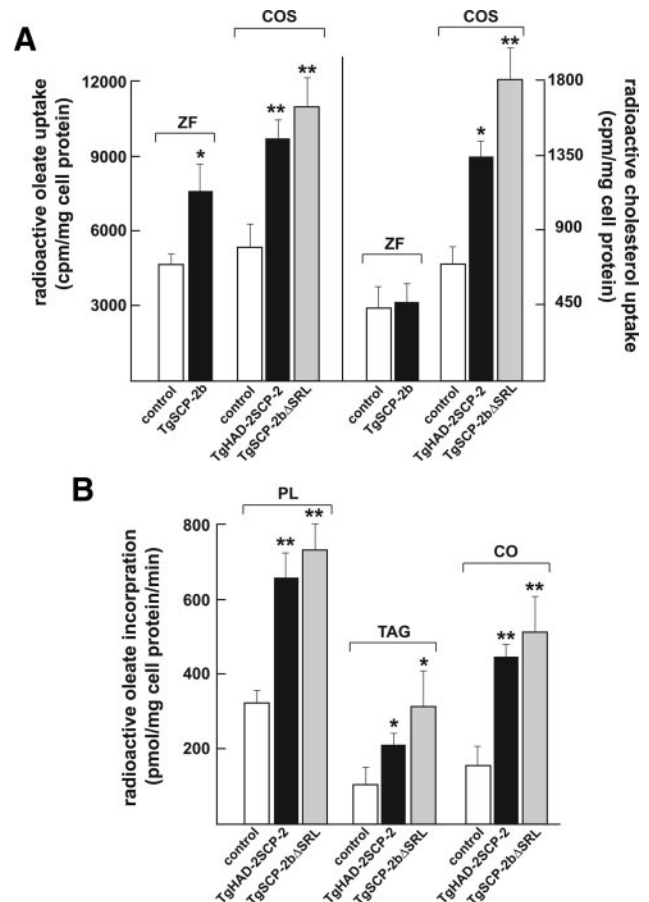 A
COS
COS
** **
12000
9000
6000
3000
radioactive oleate uptake
(cpm/mg cell protein)
ZF
*
**
**
ZF
*
**
1800
1350
900
450
radioactive cholesterol uptake
(cpm/mg cell protein)
control
TgSCP-2b
control
TgHAD-2SCP-2
TgSCP-2bΔSRL
control
TgSCP-2b
control
TgHAD-2SCP-2
TgSCP-2bΔSRL
B
PL
TAG
CO
800
600
400
200
radioactive oleate incorpration
(pmol/mg cell protein/min)
**
**
*
*
**
**
control
TgHAD-2SCP-2
TgSCP-2bΔSRL
control
TgHAD-2SCP-2
TgSCP-2bΔSRL
control
TgHAD-2SCP-2
TgSCP-2bΔSRL